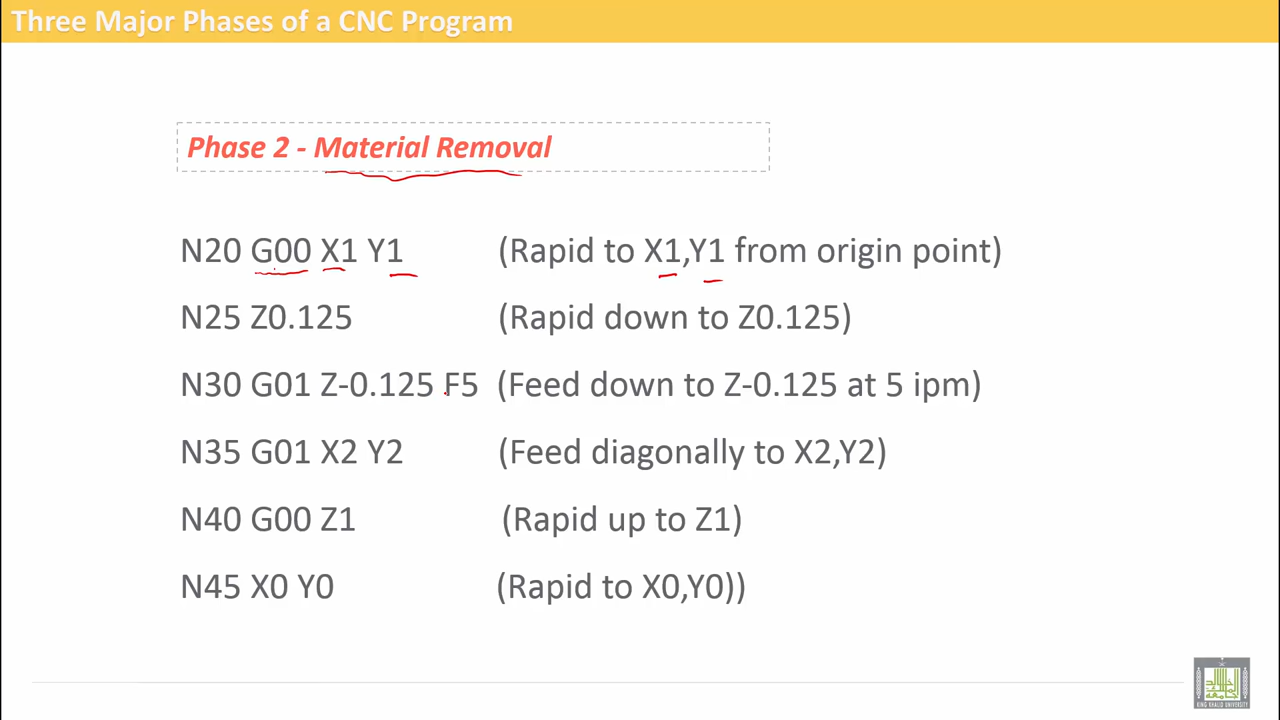 Three Major Phases of a CNC Program
Phase 2 - Material Removal
N20 G00 X1 Y1 (Rapid to X1,Y1 from origin point)
N25 Z0.125 (Rapid down to Z0.125)
N30 G01 Z-0.125 F5 (Feed down to Z-0.125 at 5 ipm)
N35 G01 X2 Y2 (Feed diagonally to X2,Y2)
N40 G00 Z1 (Rapid up to Z1)
N45 X0 Y0 (Rapid to X0,Y0))
KING KHALID UNIVERSITY